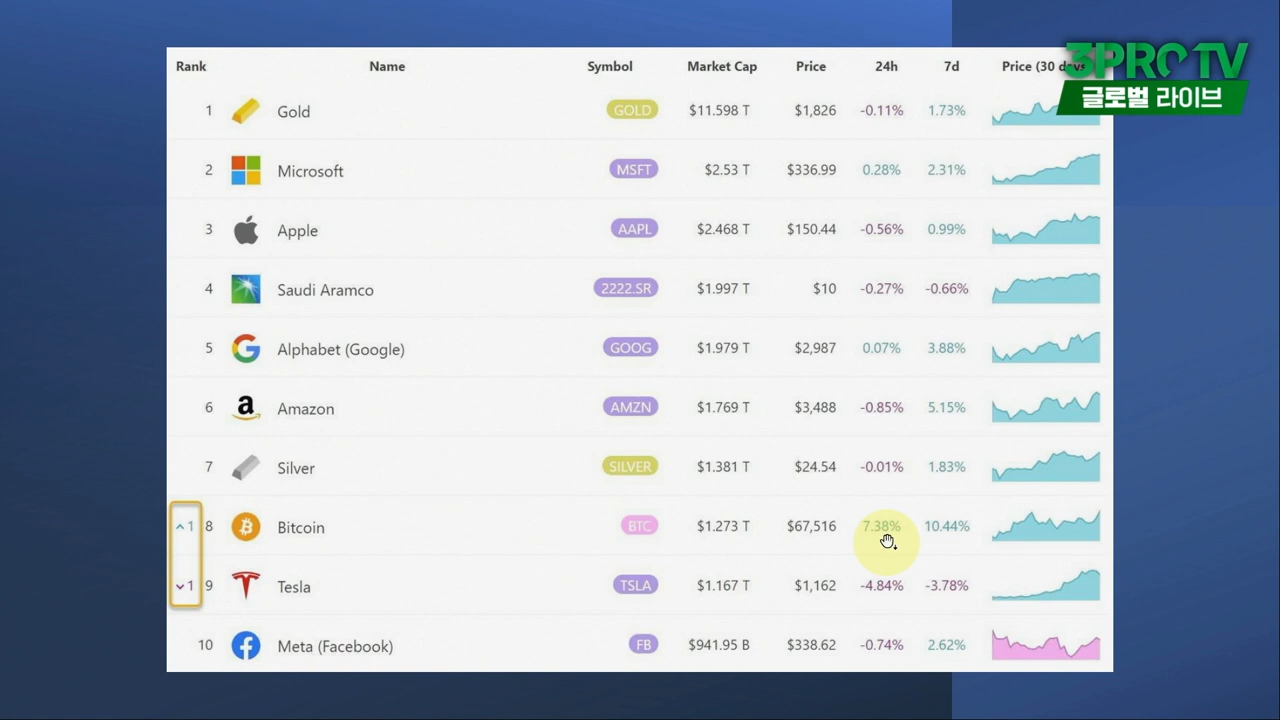 3PRO TV
글로벌 라이브
Rank Name Symbol Market Cap Price 24h 7d Price (30 days
1 Gold GOLD $11.598 T $1,826 -0.11% 1.73%
2 Microsoft MSFT $2.53 T $336.99 0.28% 2.31%
3 Apple AAPL $2.468 T $150.44 -0.56% 0.99%
4 Saudi Aramco 2222.SR $1.997 T $10 -0.27% -0.66%
5 Alphabet (Google) GOOG $1.979 T $2,987 0.07% 3.88%
6 Amazon AMZN $1.769 T $3,488 -0.85% 5.15%
7 Silver SILVER $1.381 T $24.54 -0.01% 1.83%
1 8 Bitcoin BTC $1.273 T $67,516 7.38% 10.44%
1 9 Tesla TSLA $1.167 T $1,162 -4.84% -3.78%
10 Meta (Facebook) FB $941.95 B $338.62 -0.74% 2.62%